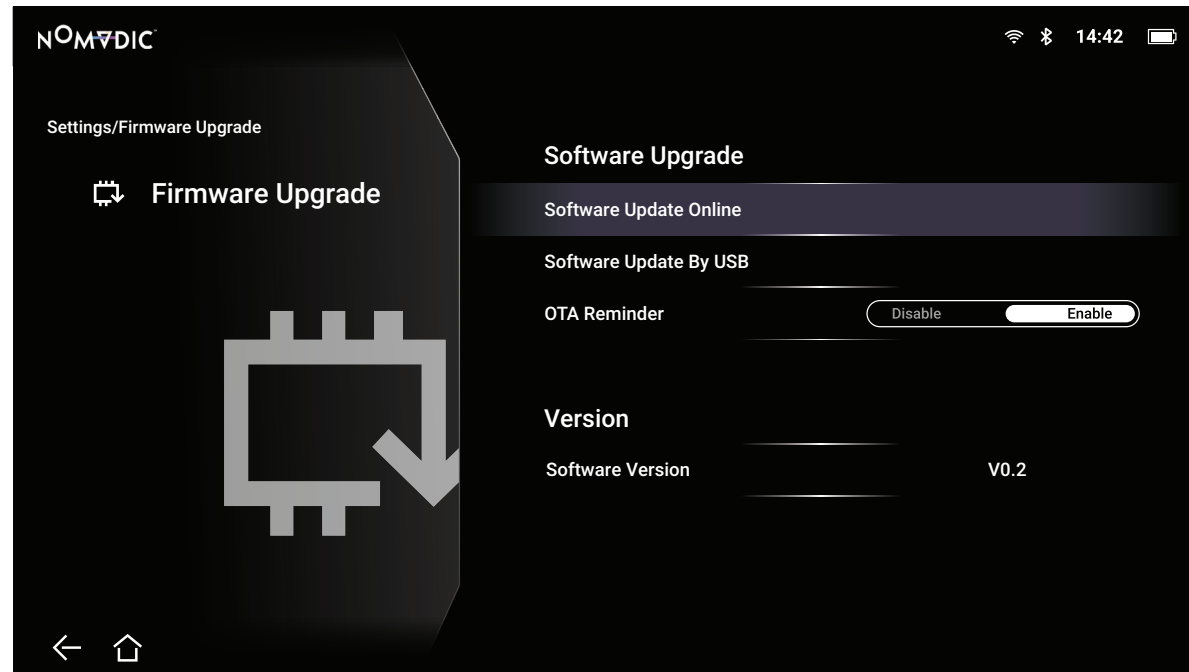 NOMADIC™
14:42
Settings/Firmware Upgrade
Firmware Upgrade
Software Upgrade
Software Update Online
Software Update By USB
OTA Reminder Disable Enable
Version
Software Version V0.2